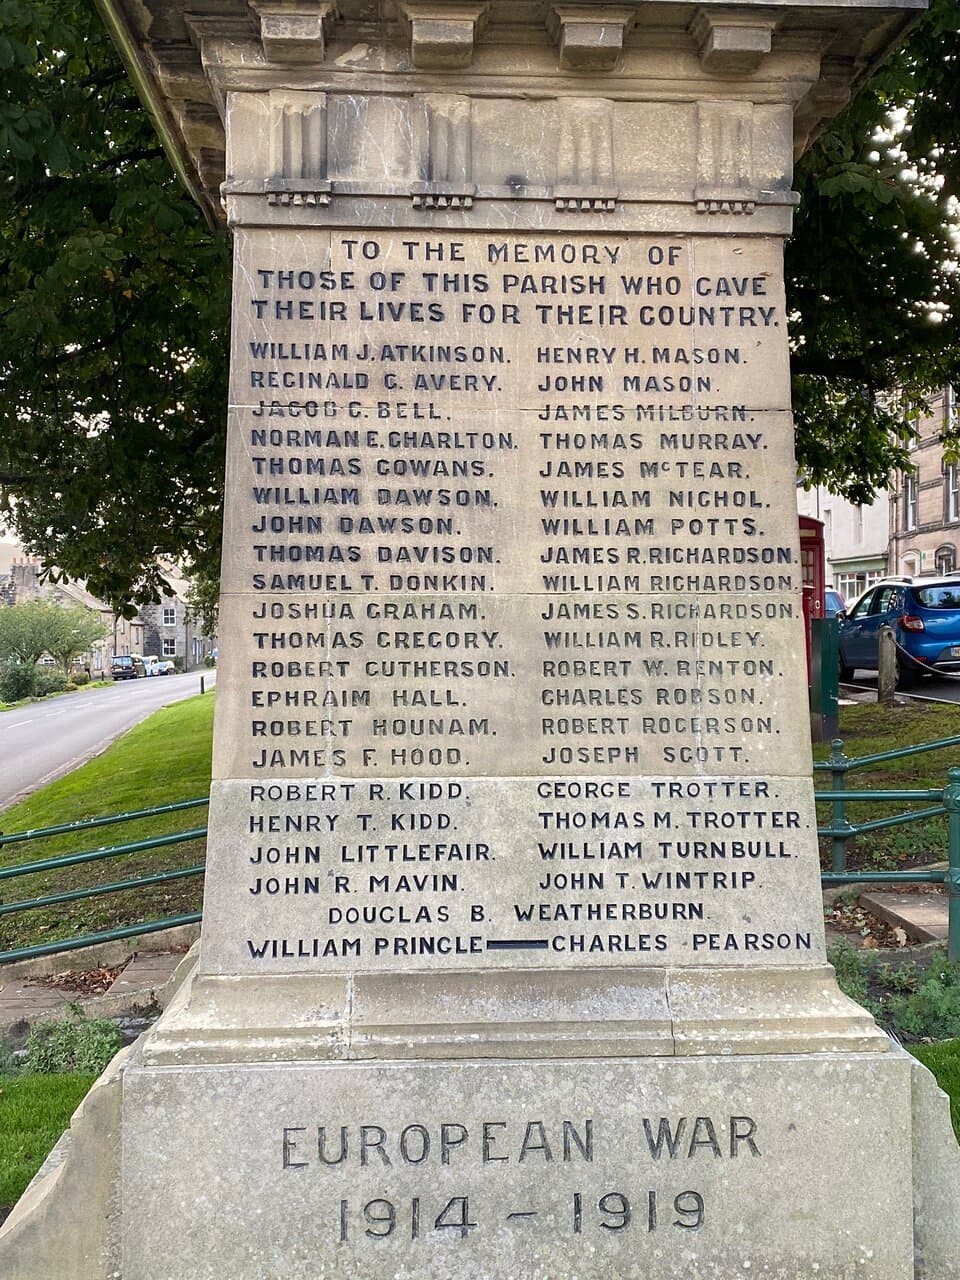 TO THE MEMORY OF
THOSE OF THIS PARISH WHO GAVE
THEIR LIVES FOR THEIR COUNTRY.
WILLIAM J. ATKINSON. HENRY H. MASON.
REGINALD G. AVERY. JOHN MASON.
JACOB C. BELL. JAMES MILBURN.
NORMAN E. CHARLTON. THOMAS MURRAY.
THOMAS COWANS. JAMES McTEAR.
WILLIAM DAWSON. WILLIAM NICHOL.
JOHN DAWSON. WILLIAM POTTS.
THOMAS DAVISON. JAMES R. RICHARDSON.
SAMUEL T. DONKIN. WILLIAM RICHARDSON.
JOSHUA GRAHAM. JAMES S. RICHARDSON.
THOMAS GREGORY. WILLIAM R. RIDLEY.
ROBERT CUTHERSON. ROBERT W. RENTON.
EPHRAIM HALL. CHARLES ROBSON.
ROBERT HOUNAM. ROBERT ROGERSON.
JAMES F. HOOD. JOSEPH SCOTT.
ROBERT R. KIDD. GEORGE TROTTER.
HENRY T. KIDD. THOMAS M. TROTTER.
JOHN LITTLEFAIR. WILLIAM TURNBULL.
JOHN R. MAVIN. JOHN T. WINTRIP.
DOUGLAS B. WEATHERBURN.
WILLIAM PRINGLE — CHARLES PEARSON
EUROPEAN WAR
1914 – 1919